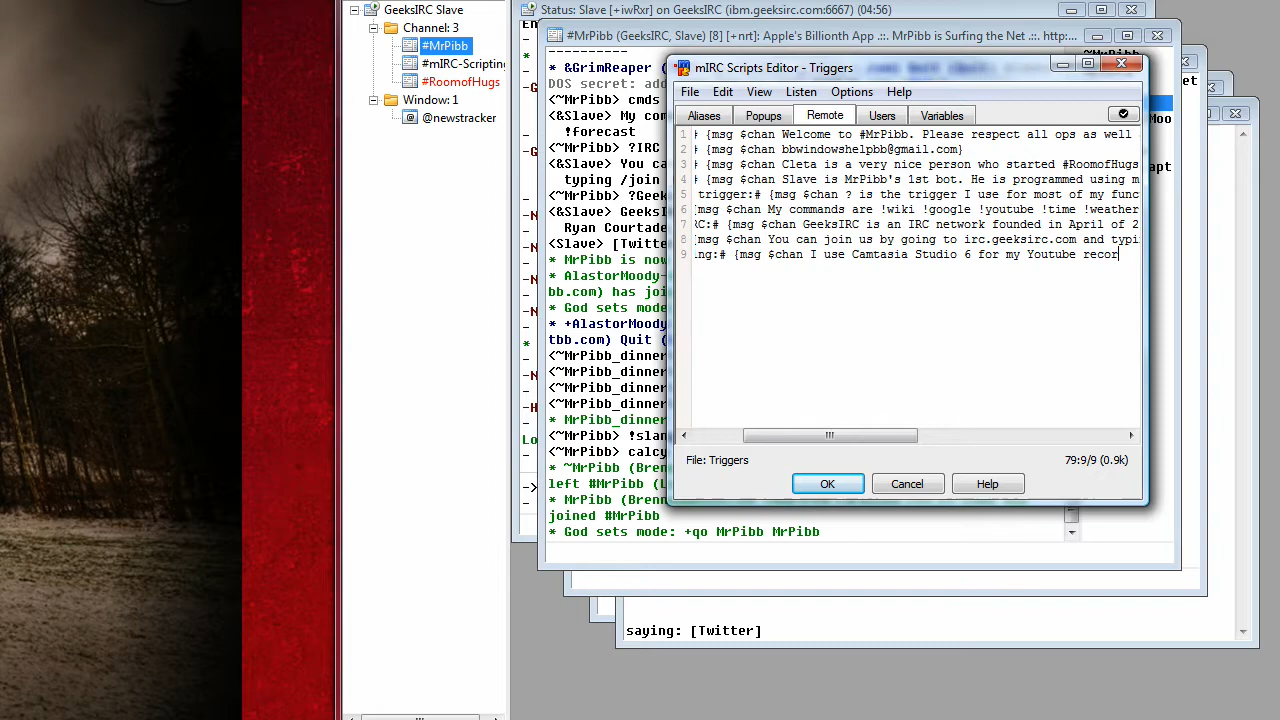 GeeksIRC Slave
Channel: 3
#MrPibb
#mIRC-Scripting
#RoomofHugs
Window: 1
@newstracker
Status: Slave [+iwRxr] on GeeksIRC (ibm.geeksirc.com:6667) (04:56)
#MrPibb (GeeksIRC, Slave) [8] [+nrt]: Apple's Billionth App .::. MrPibb is Surfing the Net .::. http:...
----------
* &GrimReaper (
DOS secret: add
<~MrPibb> cmds
<&Slave> My com
!forecast
<~MrPibb> ?IRC
<&Slave> You ca
typing /join
<~MrPibb> ?Geek
<&Slave> GeeksI
Ryan Courtade
<Slave> [Twitte
* MrPibb is now
* AlastorMoody-
bb.com) has joi
* God sets mode
* +AlastorMoody
tbb.com) Quit (
<~MrPibb_dinner
<~MrPibb_dinner
<~MrPibb_dinner
<~MrPibb_dinner
* MrPibb_dinner
<~MrPibb> !slan
<~MrPibb> calcy
* ~MrPibb (Bren
left #MrPibb (L
* MrPibb (Brenn
joined #MrPibb
* God sets mode: +qo MrPibb MrPibb
mIRC Scripts Editor - Triggers
File Edit View Listen Options Help
Aliases Popups Remote Users Variables
1 # {msg $chan Welcome to #MrPibb. Please respect all ops as well
2 # {msg $chan bbwindowshelpbb@gmail.com}
3 # {msg $chan Cleta is a very nice person who started #RoomofHugs
4 # {msg $chan Slave is MrPibb's 1st bot. He is programmed using m
5 trigger:# {msg $chan ? is the trigger I use for most of my func
6 {msg $chan My commands are !wiki !google !youtube !time !weather
7 RC:# {msg $chan GeeksIRC is an IRC network founded in April of 2
8 {msg $chan You can join us by going to irc.geeksirc.com and typi
9 ing:# {msg $chan I use Camtasia Studio 6 for my Youtube recor
File: Triggers
79:9/9 (0.9k)
OK Cancel Help
saying: [Twitter]